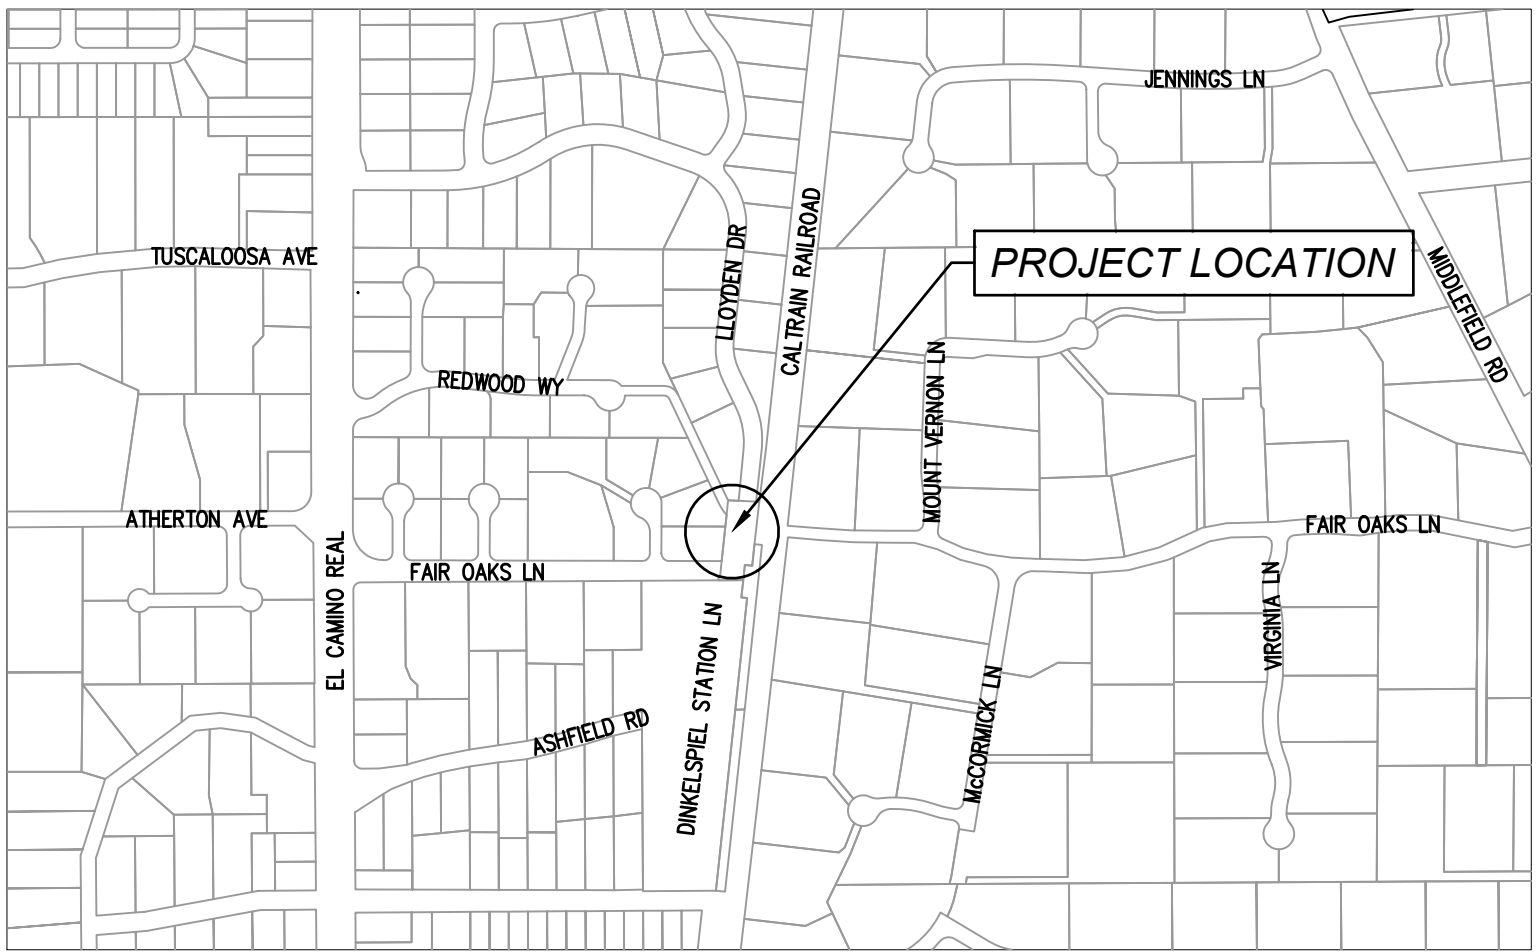 JENNINGS LN
TUSCALOOSA AVE
LLOYDEN DR
CALTRAIN RAILROAD
PROJECT LOCATION
MIDDLEFIELD RD
REDWOOD WY
MOUNT VERNON LN
ATHERTON AVE
FAIR OAKS LN
EL CAMINO REAL
FAIR OAKS LN
VIRGINIA LN
DINKELSPIEL STATION LN
McCORMICK LN
ASHFIELD RD